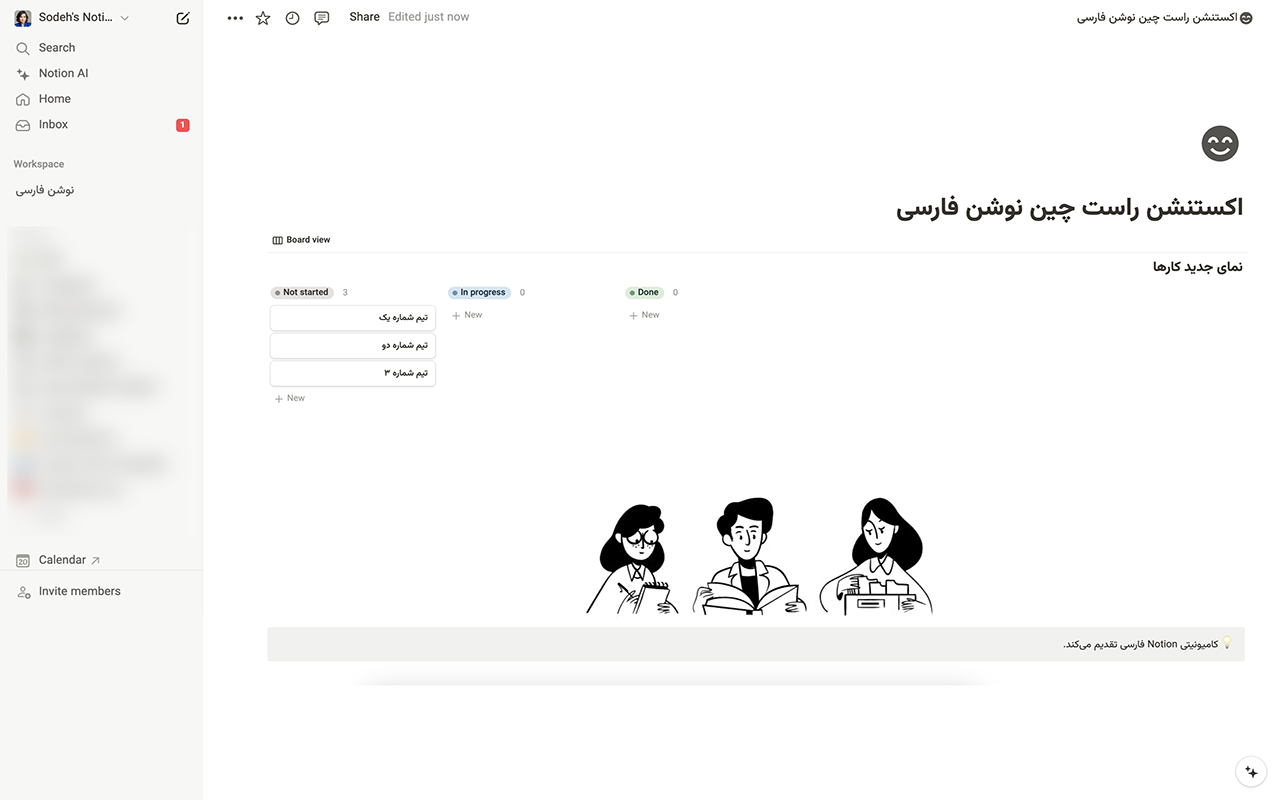 Sodeh's Noti...
Search
Notion AI
Home
Inbox
1
Workspace
نوشن فارسی
20
Calendar
Invite members
Share
Edited just now
اکستنشن راست چین نوشن فارسی
اکستنشن راست چین نوشن فارسی
Board view
نمای جدید کارها
Not started 3
تیم شماره یک
تیم شماره دو
تیم شماره ۳
New
In progress 0
New
Done 0
New
کامیونیتی Notion فارسی تقدیم می‌کند.